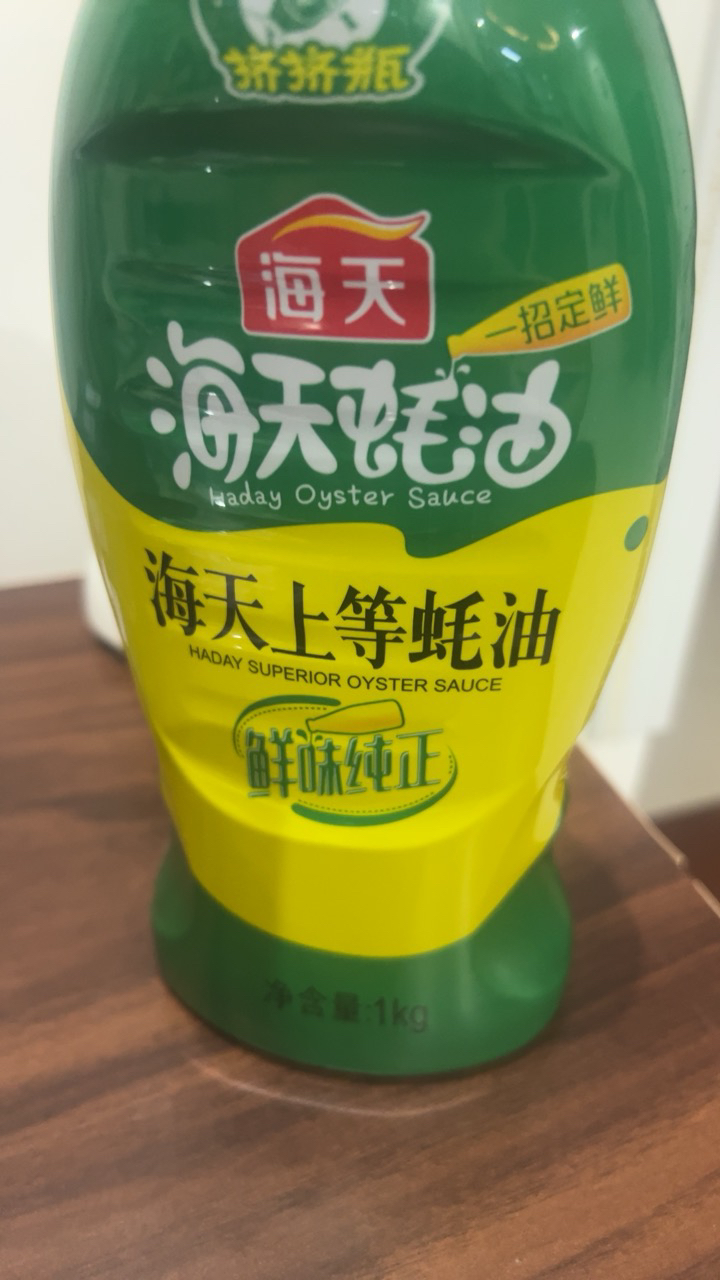 挤挤瓶
海天
一招定鲜
海天蚝油
Haday Oyster Sauce
海天上等蚝油
HADAY SUPERIOR OYSTER SAUCE
鲜味纯正
净含量:1kg